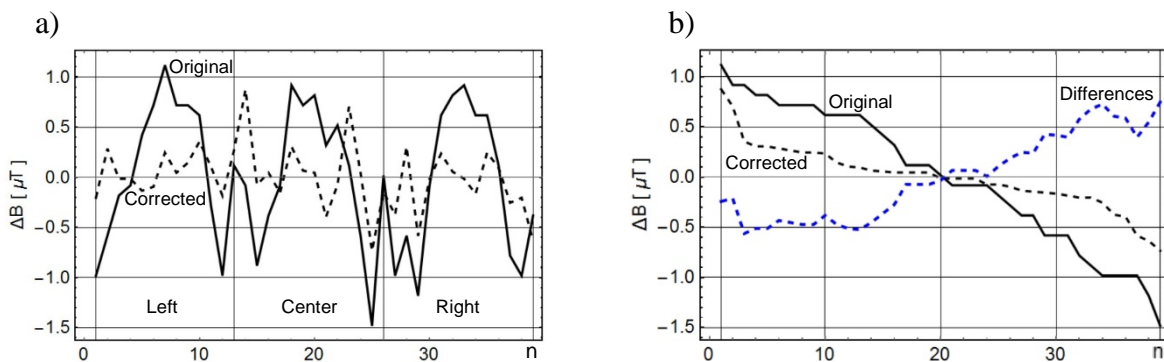 a)
1.0
0.5
0.0
−0.5
−1.0
−1.5
ΔB [ μT]
Original
Corrected
Left
Center
Right
0
10
20
30
n
b)
1.0
0.5
0.0
−0.5
−1.0
−1.5
ΔB [ μT]
Original
Differences
Corrected
0
10
20
30
n